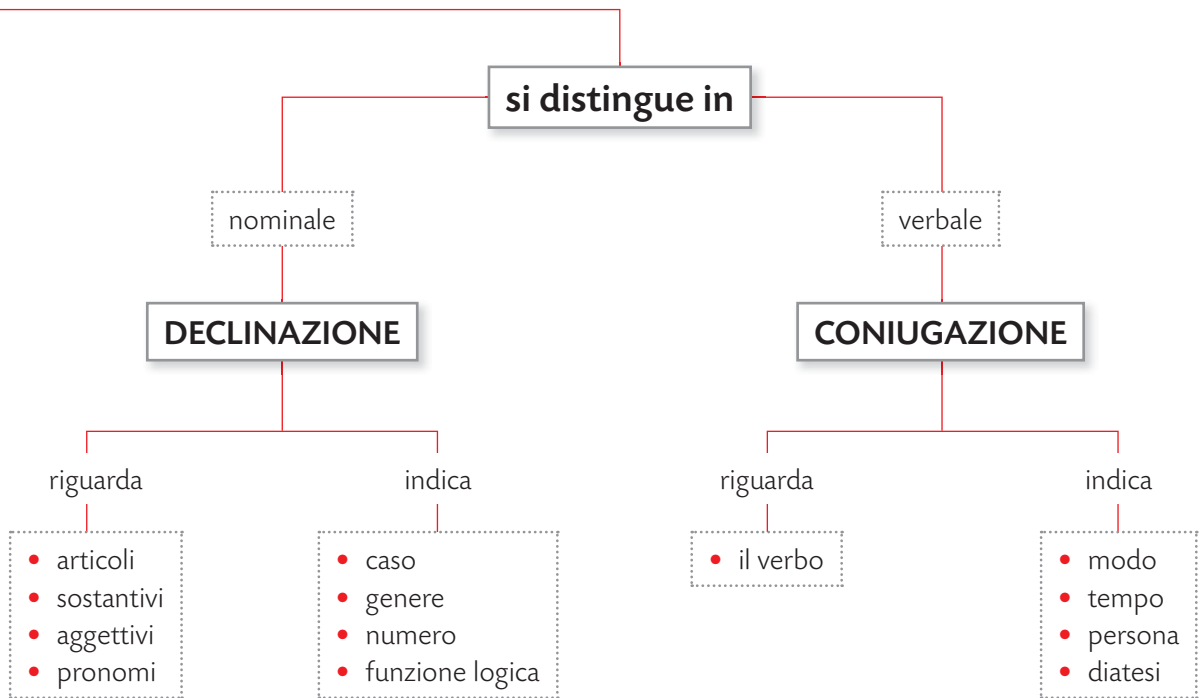 si distingue in
nominale
verbale
DECLINAZIONE
CONIUGAZIONE
riguarda
indica
riguarda
indica
• articoli
• sostantivi
• aggettivi
• pronomi
• caso
• genere
• numero
• funzione logica
• il verbo
• modo
• tempo
• persona
• diatesi